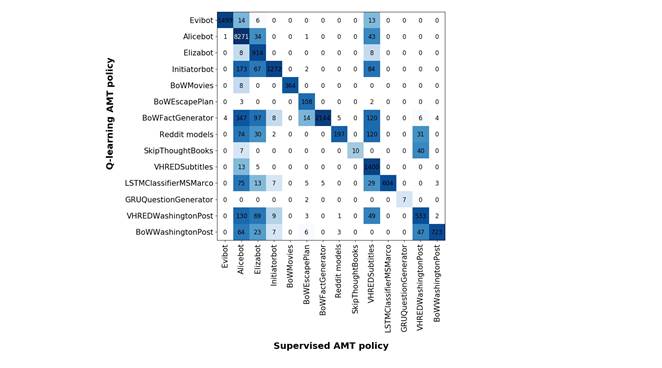 Evibot 14 6 0 0 0 0 0 0 13 0 0 0 0
Alicebot 1 8271 34 0 0 1 0 0 0 43 0 0 0 0
Elizabot 0 8 0 0 0 0 0 0 8 0 0 0 0
Initiatorbot 0 173 67 1272 0 2 0 0 0 84 0 0 0 0
BoWMovies 0 8 0 0 0 0 0 0 0 0 0 0 0
BoWEscapePlan 0 3 0 0 0 108 0 0 0 2 0 0 0 0
BoWFactGenerator 4 347 97 8 0 14 5 0 120 0 0 6 4
Reddit models 0 74 30 2 0 0 0 197 0 120 0 0 31 0
SkipThoughtBooks 0 7 0 0 0 0 0 0 10 0 0 0 40 0
VHREDSubtitles 0 13 5 0 0 0 0 0 0 0 0 0 0
LSTMClassifierMSMarco 0 75 13 7 0 5 5 0 0 29 0 0 3
GRUQuestionGenerator 0 0 0 0 0 2 0 0 0 0 0 7 0 0
VHREDWashingtonPost 0 130 69 9 0 3 0 1 0 49 0 0 2
BoWWashingtonPost 0 64 23 7 0 6 0 3 0 0 0 0 47
Q-learning AMT policy
Evibot
Alicebot
Elizabot
Initiatorbot
BoWMovies
BoWEscapePlan
BoWFactGenerator
Reddit models
SkipThoughtBooks
VHREDSubtitles
LSTMClassifierMSMarco
GRUQuestionGenerator
VHREDWashingtonPost
BoWWashingtonPost
Supervised AMT policy